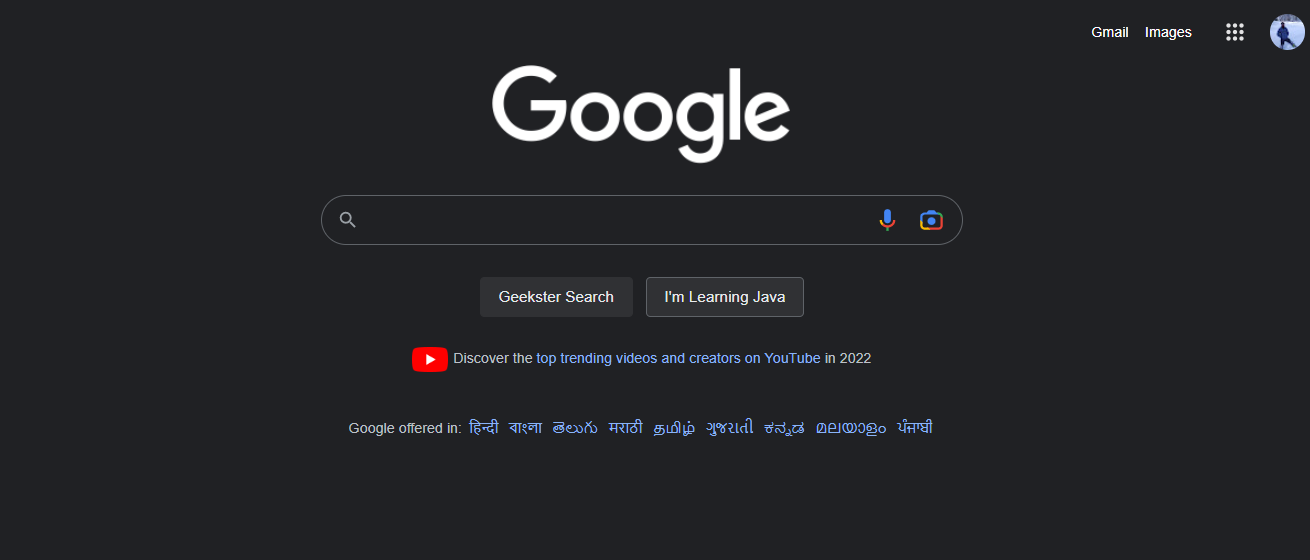 Gmail Images
Google
Geekster Search I'm Learning Java
Discover the top trending videos and creators on YouTube in 2022
Google offered in: हिन्दी বাংলা తెలుగు मराठी தமிழ் ગુજરાતી ಕನ್ನಡ മലയാളം ਪੰਜਾਬੀ